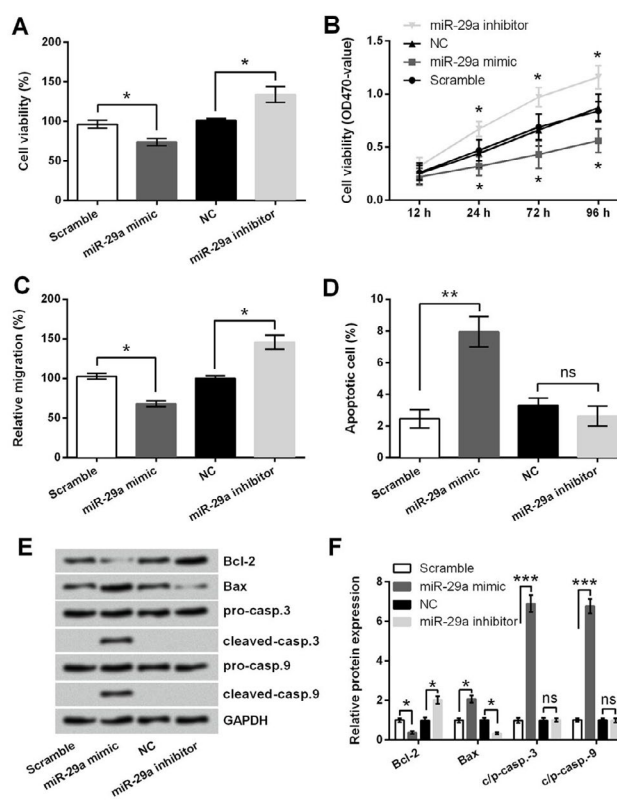 A
Cell viability (%)
150
100
50
0
*
*
Scramble
miR-29a mimic
NC
miR-29a inhibitor
B
Cell viability (OD470-value)
1.5
1.0
0.5
0.0
miR-29a inhibitor
NC
miR-29a mimic
Scramble
*
*
*
*
*
*
12 h
24 h
72 h
96 h
C
Relative migration (%)
200
150
100
50
0
*
*
Scramble
miR-29a mimic
NC
miR-29a inhibitor
D
Apoptotic cell (%)
10
8
6
4
2
0
**
ns
Scramble
miR-29a mimic
NC
miR-29a inhibitor
E
Bcl-2
Bax
pro-casp.3
cleaved-casp.3
pro-casp.9
cleaved-casp.9
GAPDH
Scramble
miR-29a mimic
NC
miR-29a inhibitor
F
Relative protein expression
8
6
4
2
0
Scramble
miR-29a mimic
NC
miR-29a inhibitor
*
*
*
*
***
ns
***
ns
Bcl-2
Bax
c/p-casp.-3
c/p-casp.-9